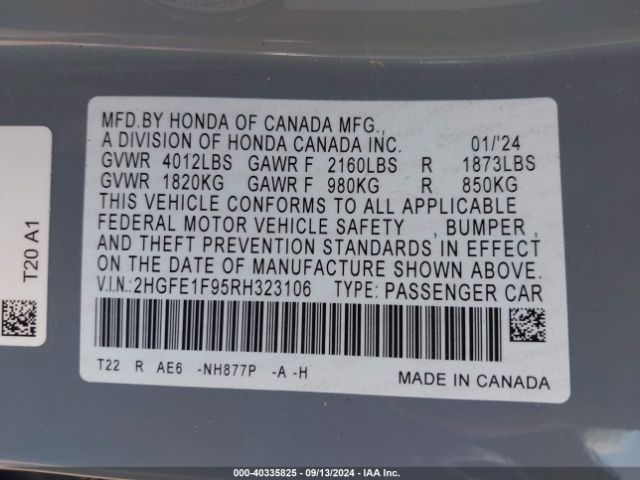 MFD.BY HONDA OF CANADA MFG.,
A DIVISION OF HONDA CANADA INC. 01/'24
GVWR 4012LBS GAWR F 2160LBS R 1873LBS
GVWR 1820KG GAWR F 980KG R 850KG
THIS VEHICLE CONFORMS TO ALL APPLICABLE
FEDERAL MOTOR VEHICLE SAFETY , BUMPER ,
AND THEFT PREVENTION STANDARDS IN EFFECT
ON THE DATE OF MANUFACTURE SHOWN ABOVE.
V.I.N.:2HGFE1F95RH323106 TYPE: PASSENGER CAR
T22 R AE6 -NH877P -A -H
MADE IN CANADA
T20 A1
000-40335825 - 09/13/2024 - IAA Inc.